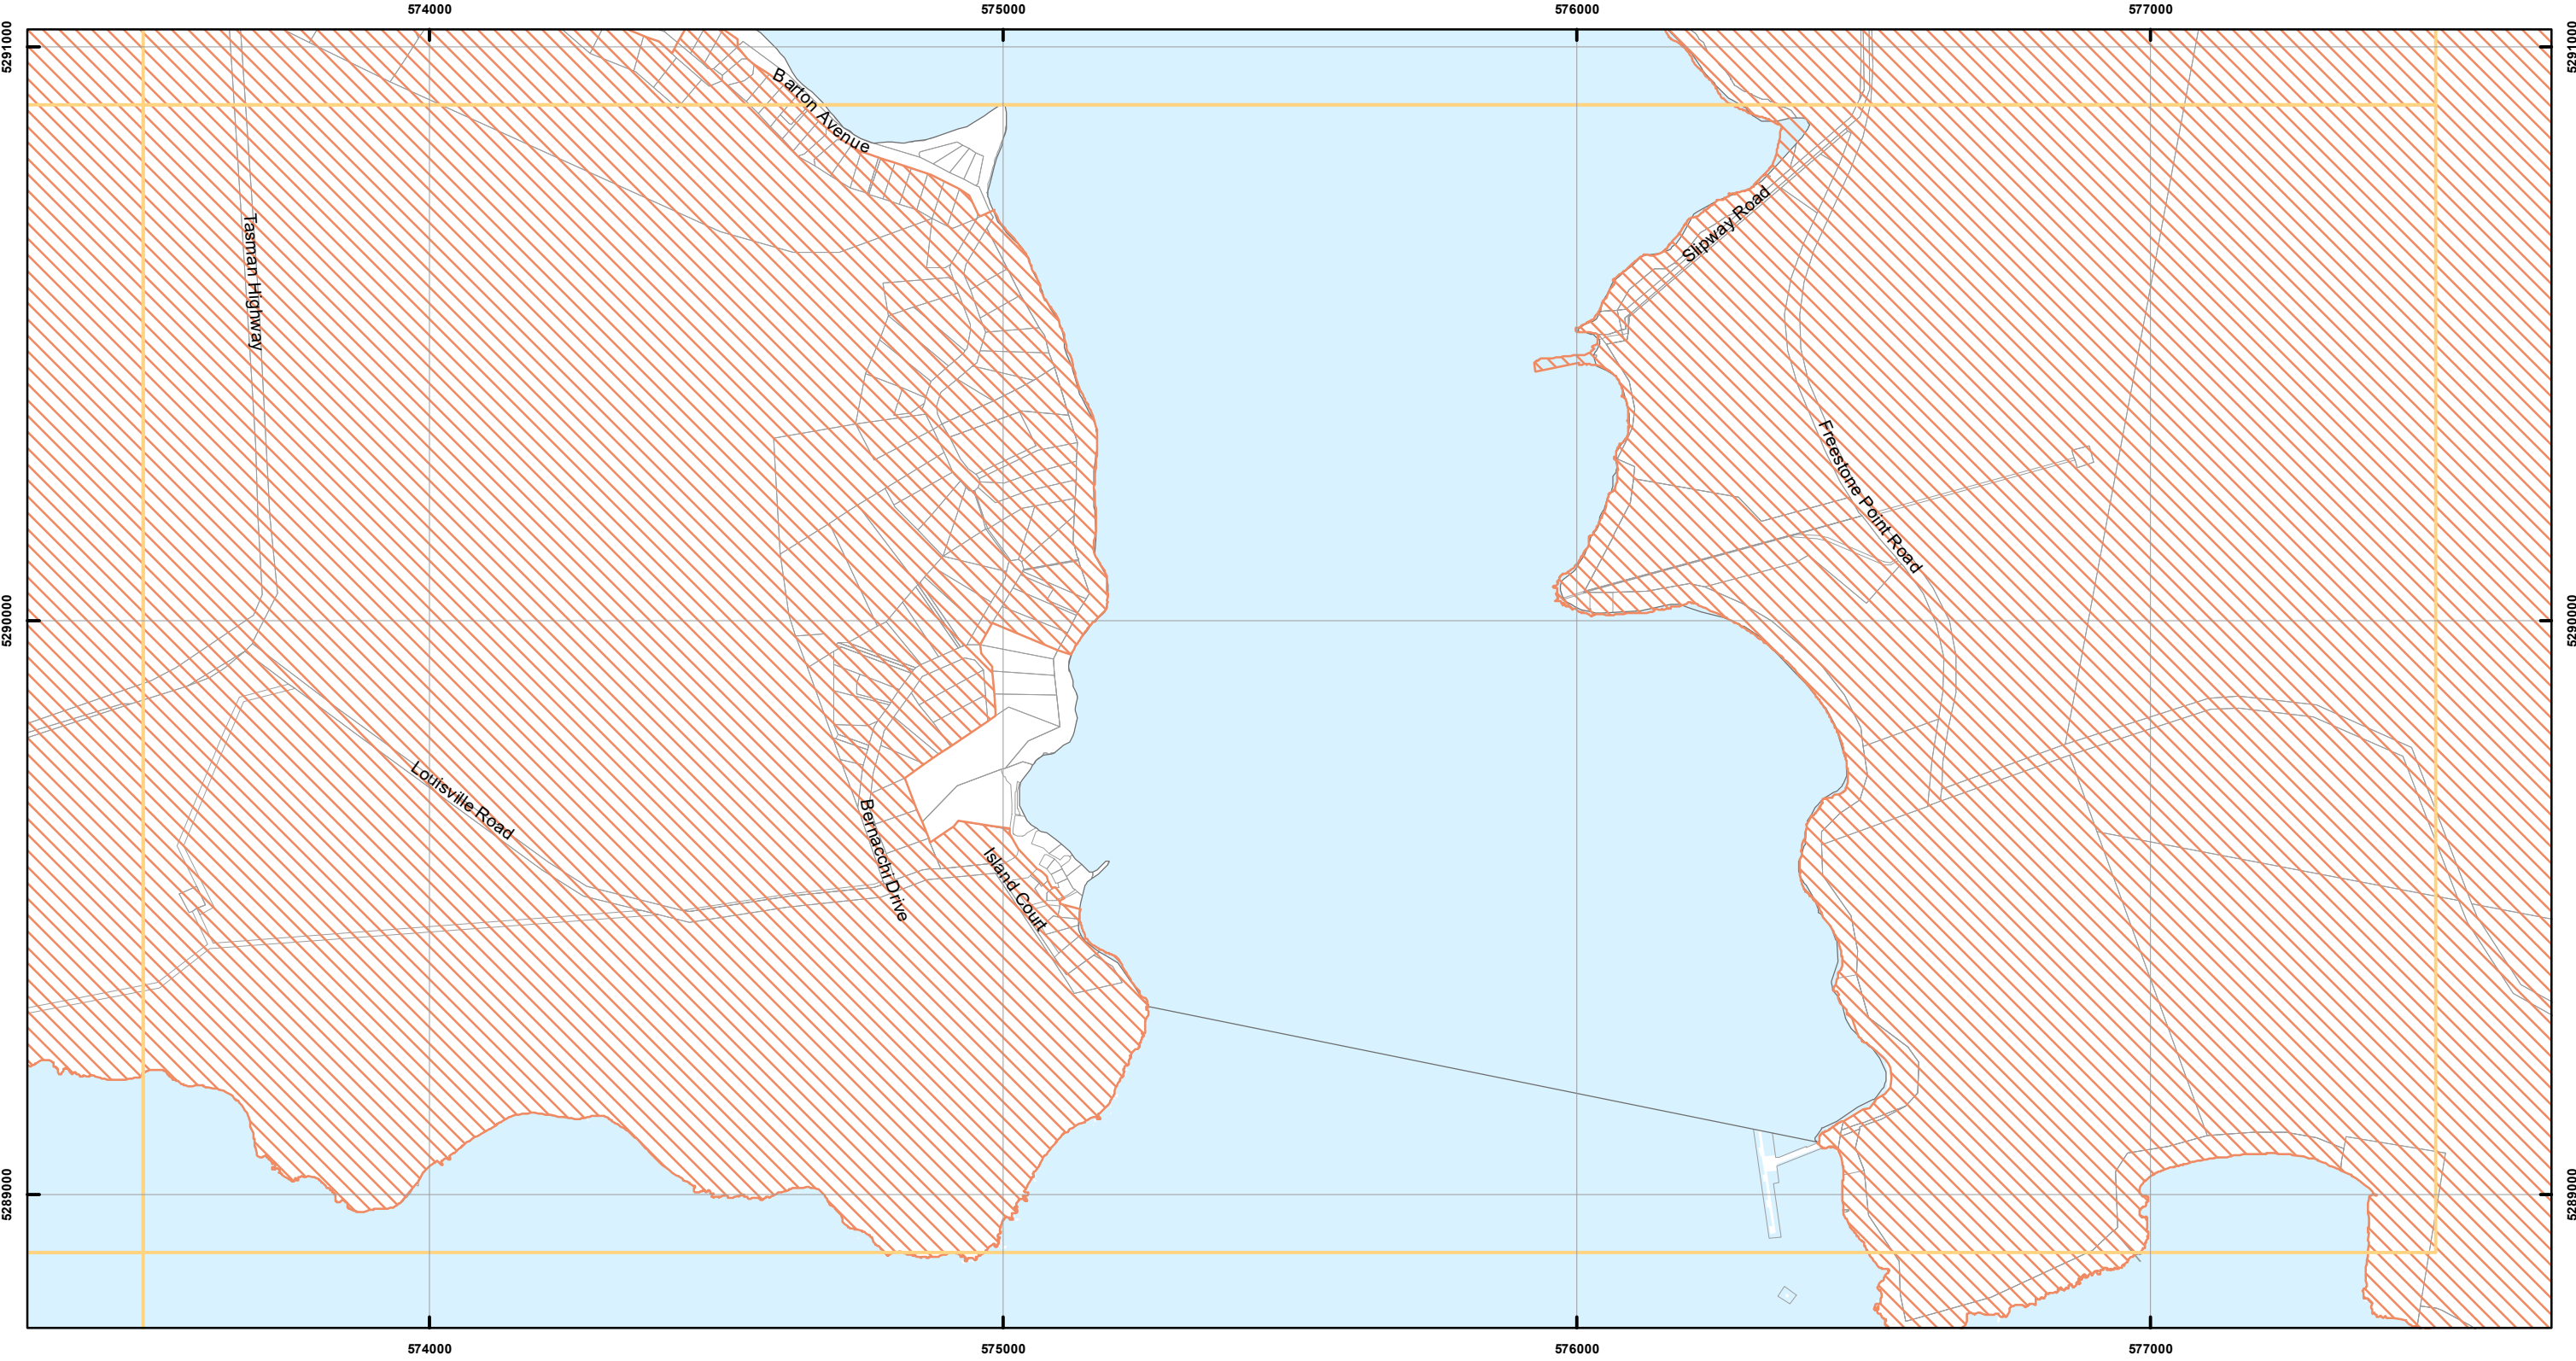 574000
575000
576000
577000
5291000
5291000
Barton Avenue
Tasman Highway
Slipway Road
Freestone Point Road
5290000
5290000
Louisville Road
Bernacchi Drive
Island Court
5289000
5289000
574000
575000
576000
577000